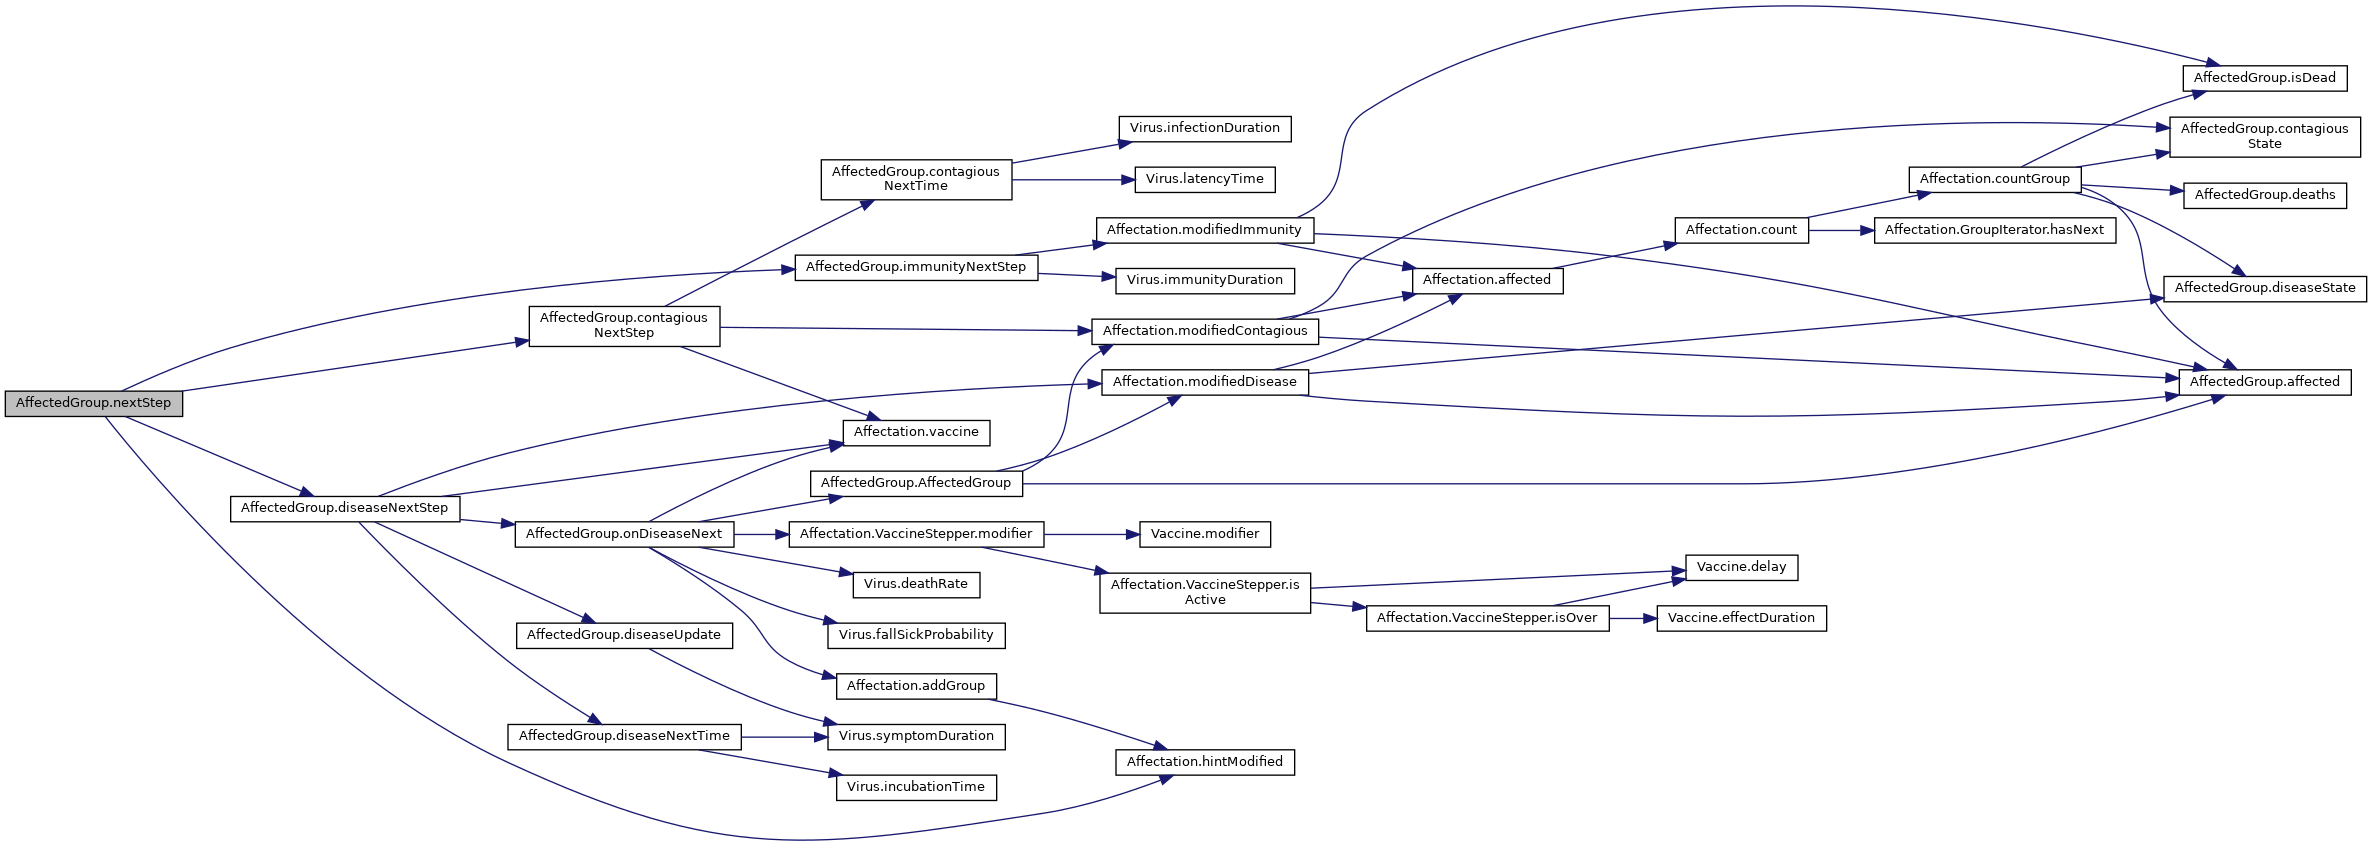 AffectedGroup.nextStep
AffectedGroup.immunityNextStep
AffectedGroup.contagious
NextStep
AffectedGroup.diseaseNextStep
AffectedGroup.contagious
NextTime
Affectation.vaccine
AffectedGroup.onDiseaseNext
AffectedGroup.diseaseUpdate
AffectedGroup.diseaseNextTime
AffectedGroup.AffectedGroup
Affectation.VaccineStepper.modifier
Virus.deathRate
Virus.fallSickProbability
Affectation.addGroup
Virus.symptomDuration
Virus.incubationTime
Virus.infectionDuration
Virus.latencyTime
Affectation.modifiedImmunity
Virus.immunityDuration
Affectation.modifiedContagious
Affectation.modifiedDisease
Vaccine.modifier
Affectation.VaccineStepper.is
Active
Affectation.hintModified
Affectation.affected
Affectation.VaccineStepper.isOver
Affectation.count
Vaccine.delay
Vaccine.effectDuration
Affectation.countGroup
Affectation.GroupIterator.hasNext
AffectedGroup.isDead
AffectedGroup.contagious
State
AffectedGroup.deaths
AffectedGroup.diseaseState
AffectedGroup.affected